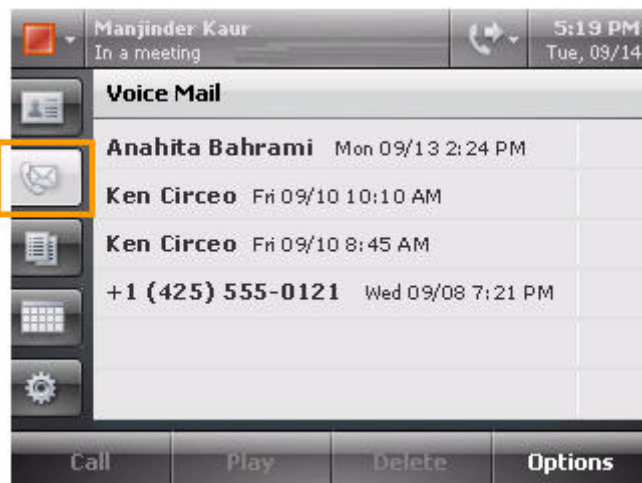 Manjinder Kaur
In a meeting
5:19 PM
Tue, 09/14
Voice Mail
Anahita Bahrami Mon 09/13 2:24 PM
Ken Circeo Fri 09/10 10:10 AM
Ken Circeo Fri 09/10 8:45 AM
+1 (425) 555-0121 Wed 09/08 7:21 PM
Call Play Delete Options